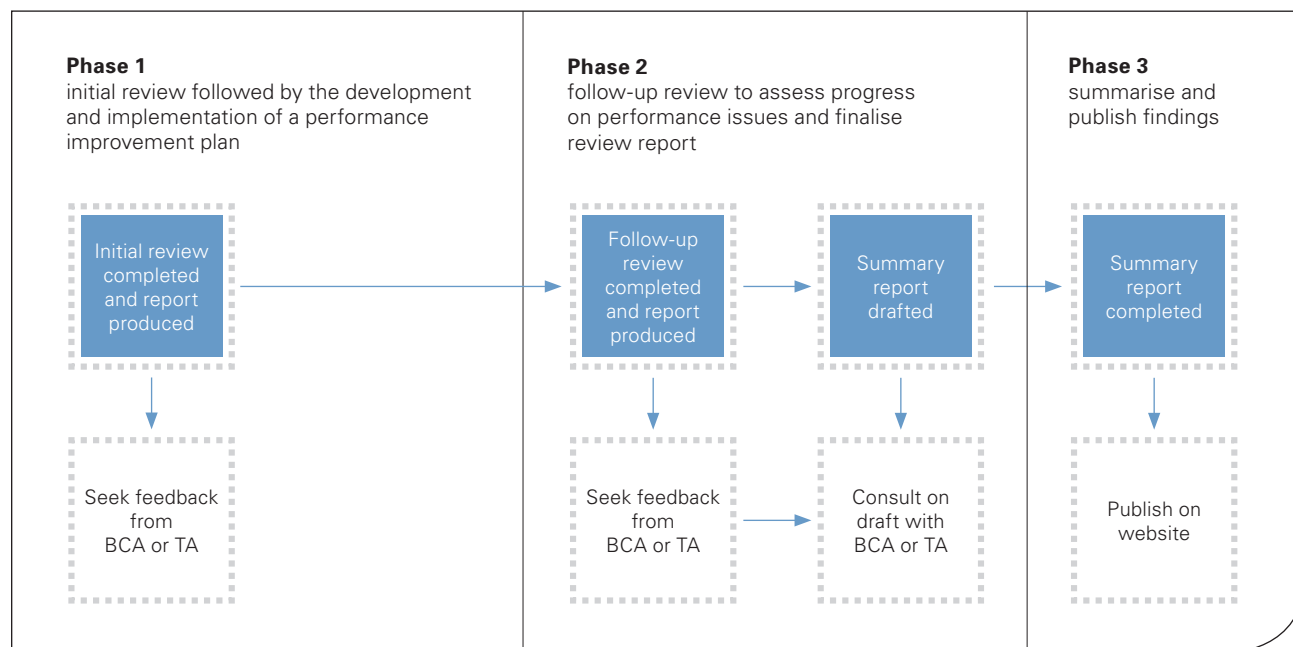 Phase 1
initial review followed by the development
and implementation of a performance
improvement plan
Initial review
completed
and report
produced
Seek feedback
from
BCA or TA
Phase 2
follow-up review to assess progress
on performance issues and finalise
review report
Follow-up
review
completed
and report
produced
Summary
report
drafted
Seek feedback
from
BCA or TA
Consult on
draft with
BCA or TA
Phase 3
summarise and
publish findings
Summary
report
completed
Publish on
website